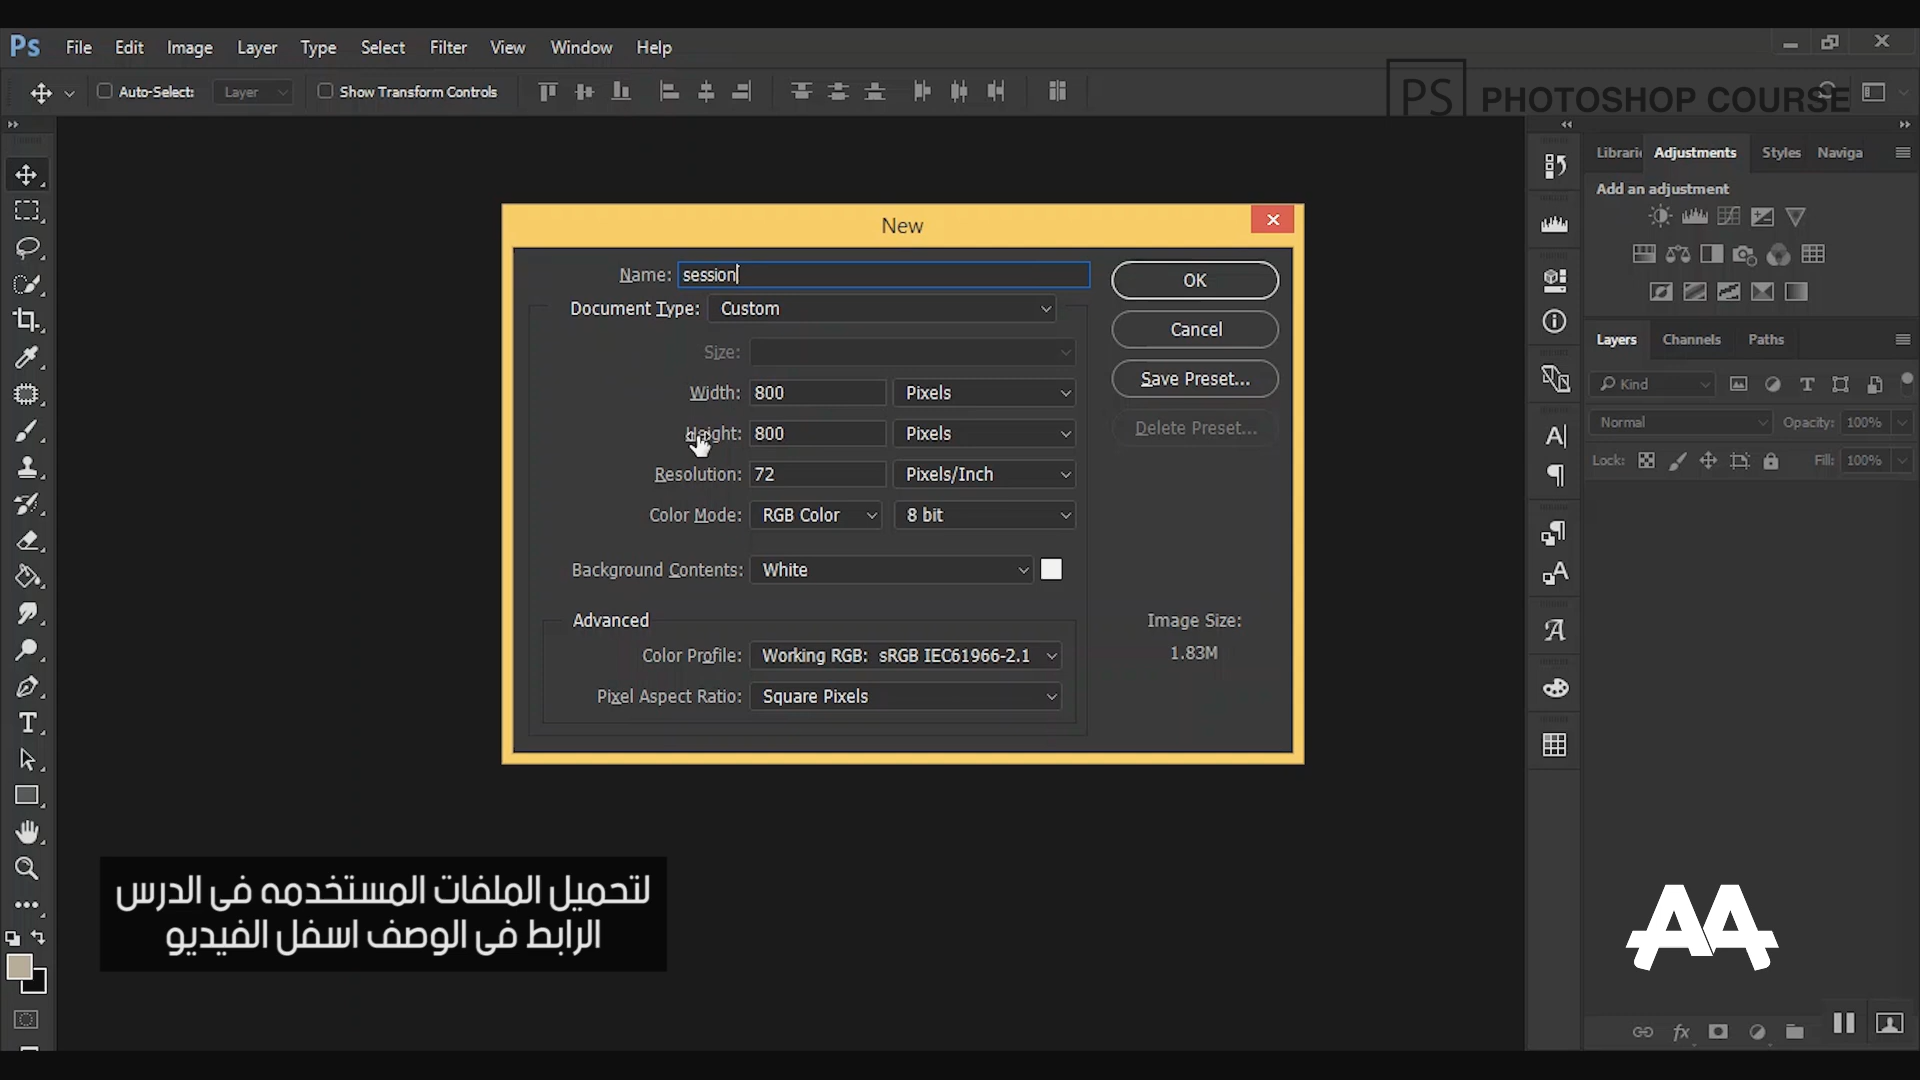 Ps File Edit Image Layer Type Select Filter View Window Help
Auto-Select: Layer Show Transform Controls
PS PHOTOSHOP COURSE
Librari Adjustments Styles Naviga
Add an adjustment
New
Name: session
OK
Document Type: Custom
Cancel
Size:
Save Preset...
Width: 800 Pixels
Height: 800 Pixels
Delete Preset...
Resolution: 72 Pixels/Inch
Color Mode: RGB Color 8 bit
Background Contents: White
Advanced
Image Size:
1.83M
Color Profile: Working RGB: sRGB IEC61966-2.1
Pixel Aspect Ratio: Square Pixels
Layers Channels Paths
Kind
Normal Opacity: 100%
Lock: Fill: 100%
لتحميل الملفات المستخدمه فى الدرس
الرابط فى الوصف اسفل الفيديو
AA
fx